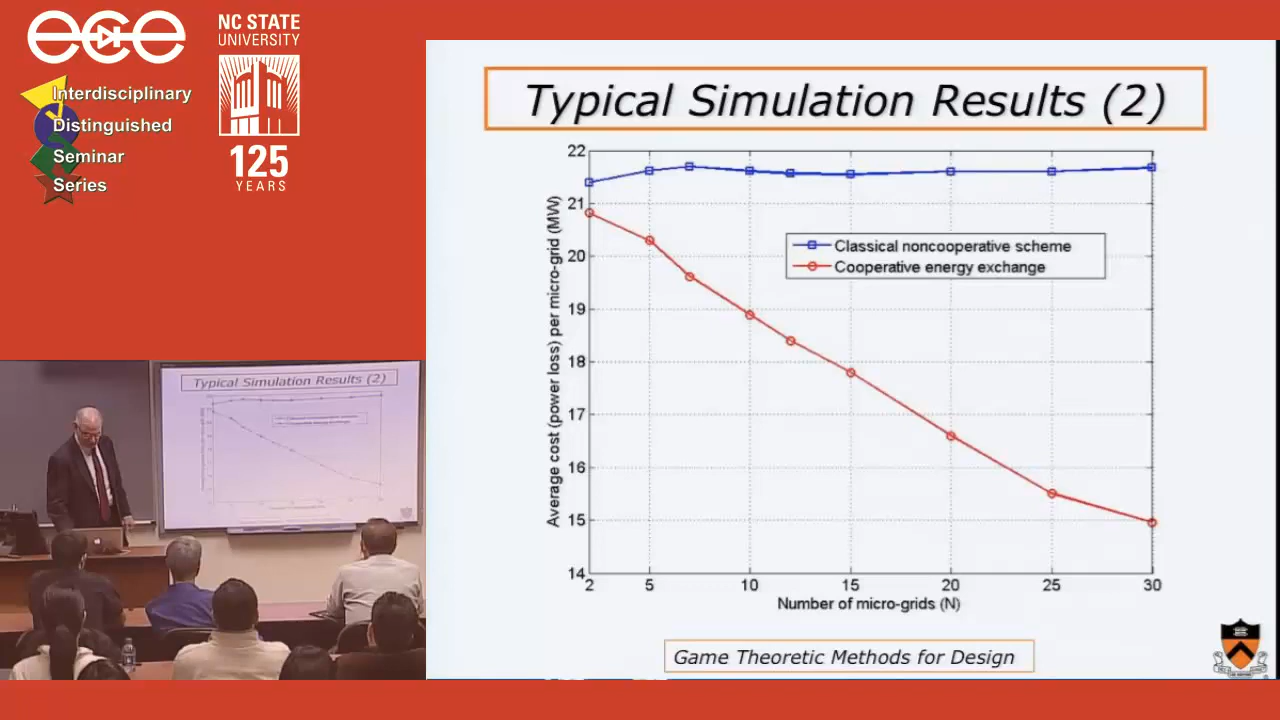 ece
NC STATE
UNIVERSITY
Interdisciplinary
Distinguished
Seminar
Series
125
YEARS
Typical Simulation Results (2)
22
21
20
19
18
17
16
15
14
Average cost (power loss) per micro-grid (MW)
Classical noncooperative scheme
Cooperative energy exchange
2
5
10
15
20
25
30
Number of micro-grids (N)
Game Theoretic Methods for Design
Typical Simulation Results (2)